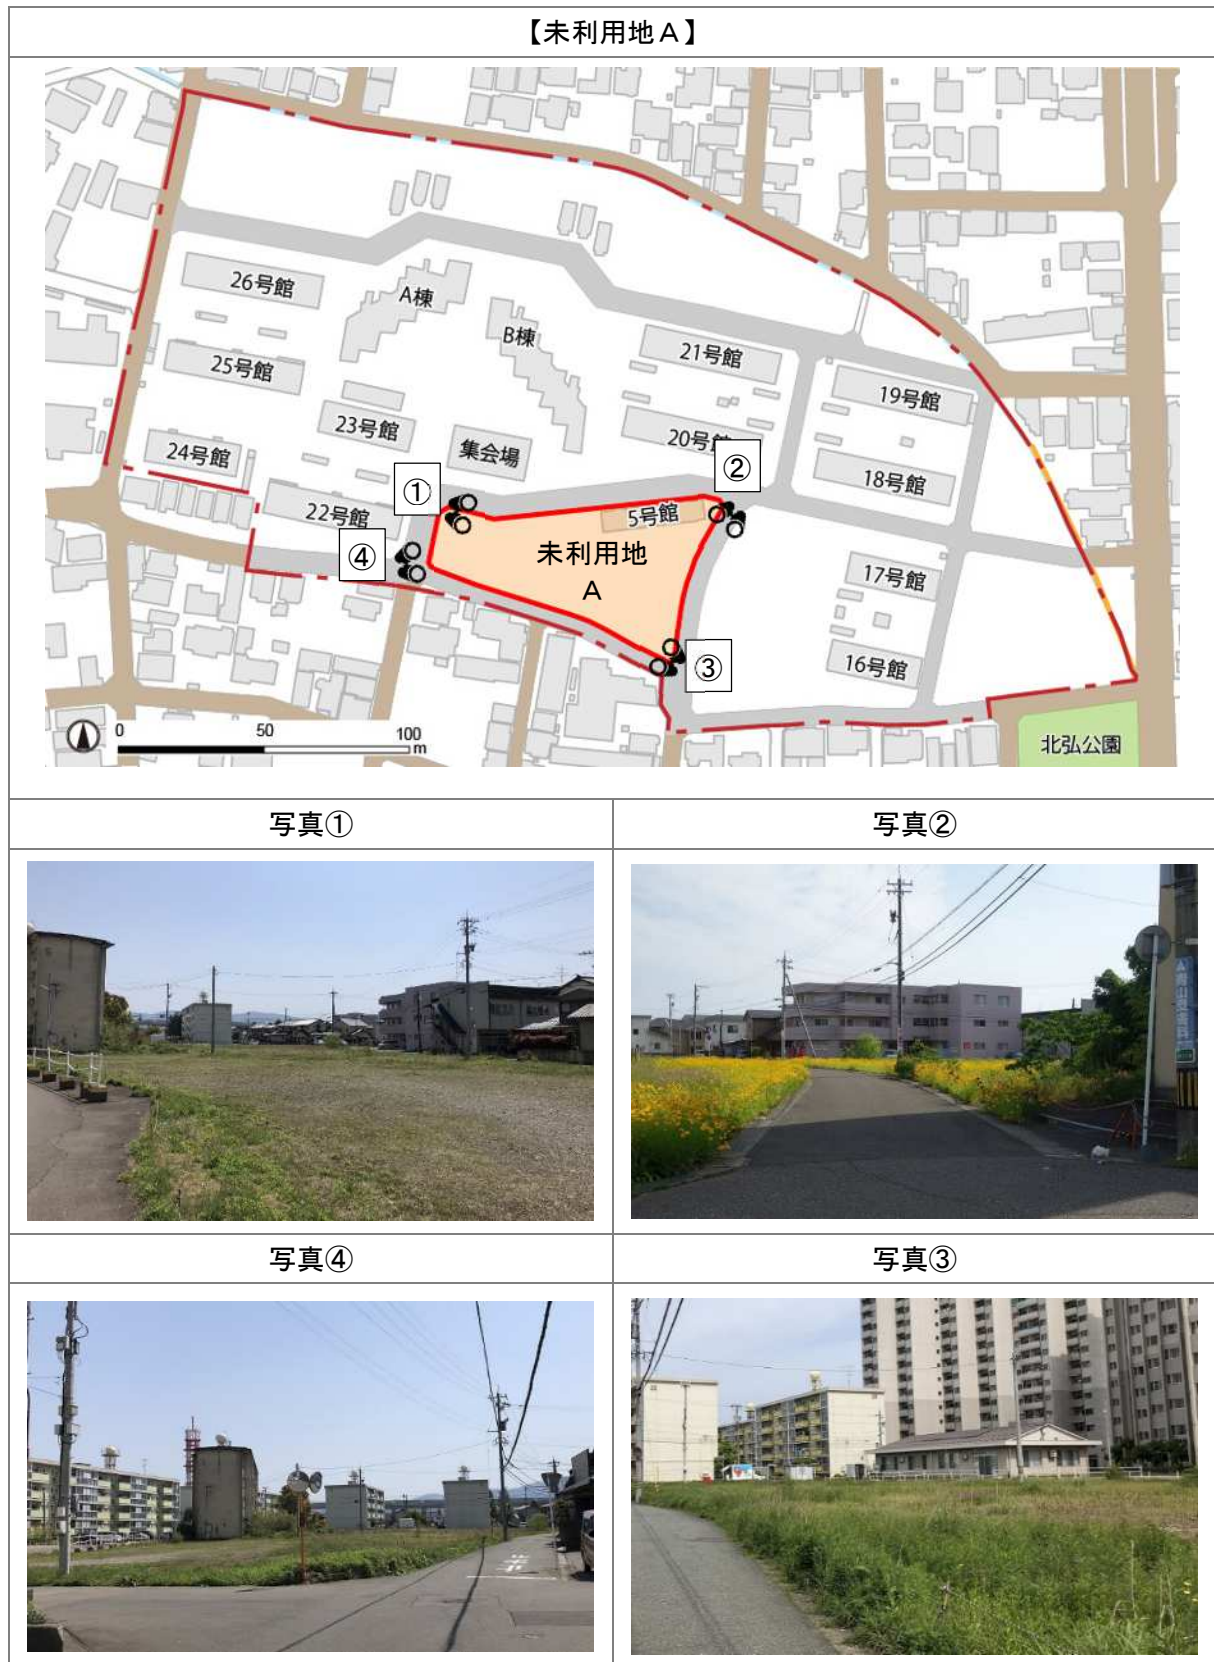 【未利用地A】
26号館
A棟
B棟
25号館
21号館
19号館
23号館
20号館
24号館
集会場
②
18号館
①
22号館
5号館
④
未利用地
A
17号館
③
16号館
0 50 100
m
北弘公園
写真①
写真②
写真④
写真③